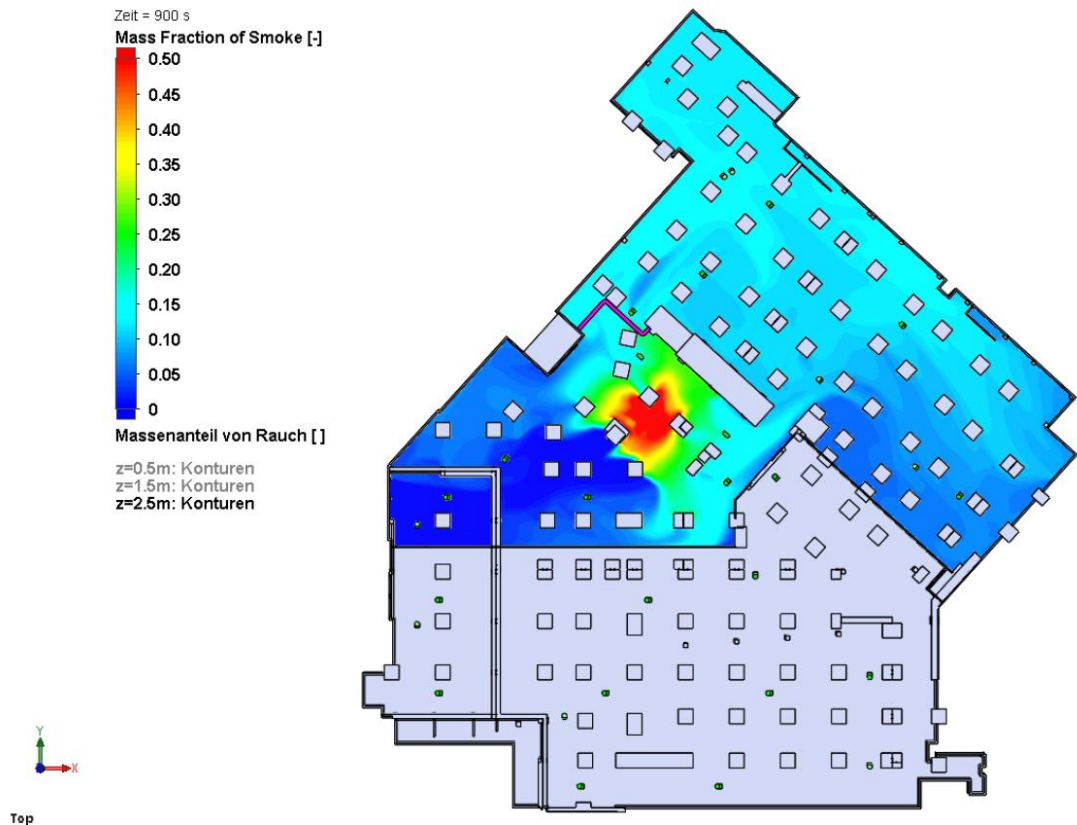 Zeit = 900 s
Mass Fraction of Smoke [-]
0.50
0.45
0.40
0.35
0.30
0.25
0.20
0.15
0.10
0.05
0
Massenanteil von Rauch [ ]
z=0.5m: Konturen
z=1.5m: Konturen
z=2.5m: Konturen
Y
X
Top